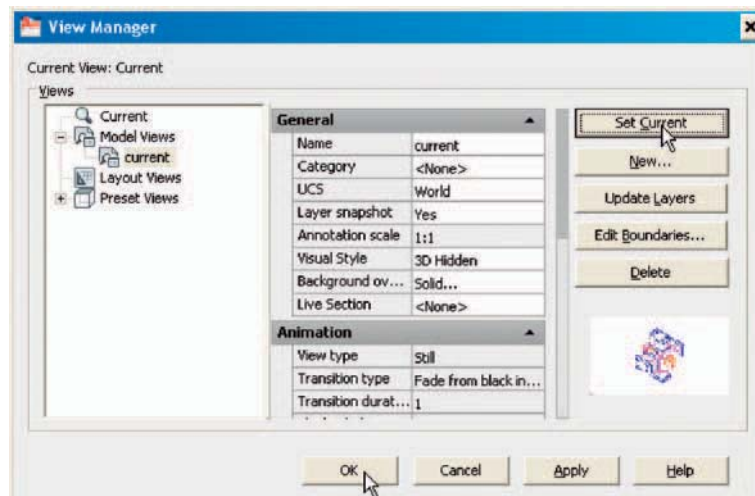 View Manager
Current View: Current
Views
Current
Model Views
current
Layout Views
Preset Views
General
Name current
Category <None>
UCS World
Layer snapshot Yes
Annotation scale 1:1
Visual Style 3D Hidden
Background ov... Solid...
Live Section <None>
Animation
View type Still
Transition type Fade from black in...
Transition durat... 1
Set Current
New...
Update Layers
Edit Boundaries...
Delete
OK
Cancel
Apply
Help